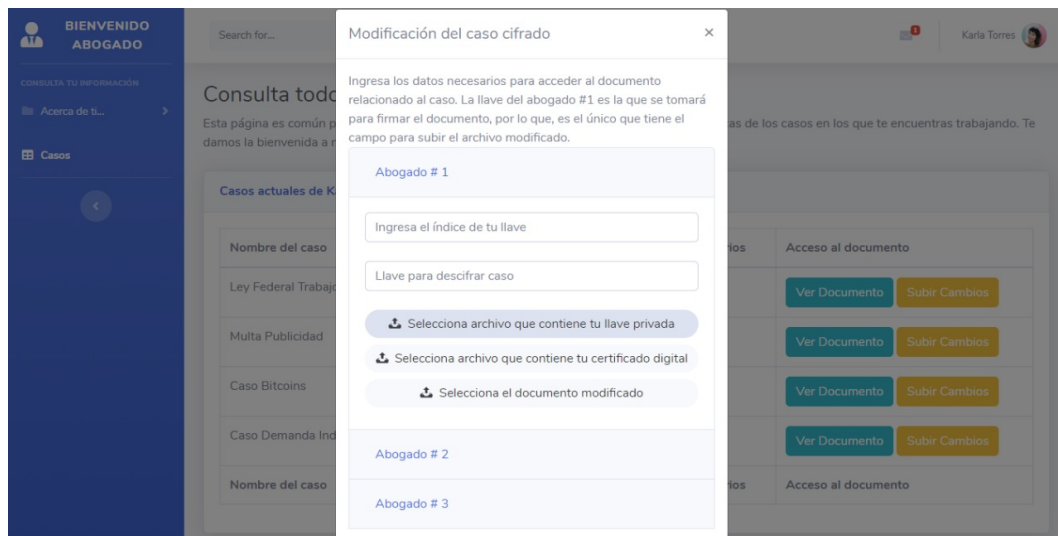 BIENVENIDO
ABOGADO
CONSULTA TU INFORMACIÓN
Acerca de ti...
Casos
Search for...
1
Karla Torres
Consulta todo
Esta página es común p
as de los casos en los que te encuentras trabajando. Te
damos la bienvenida a n
Casos actuales de K
Nombre del caso
ios
Acceso al documento
Ley Federal Trabajo
Ver Documento
Subir Cambios
Multa Publicidad
Ver Documento
Subir Cambios
Caso Bitcoins
Ver Documento
Subir Cambios
Caso Demanda Ind
Ver Documento
Subir Cambios
Nombre del caso
ios
Acceso al documento
Modificación del caso cifrado
×
Ingresa los datos necesarios para acceder al documento
relacionado al caso. La llave del abogado #1 es la que se tomará
para firmar el documento, por lo que, es el único que tiene el
campo para subir el archivo modificado.
Abogado # 1
Ingresa el índice de tu llave
Llave para descifrar caso
Selecciona archivo que contiene tu llave privada
Selecciona archivo que contiene tu certificado digital
Selecciona el documento modificado
Abogado # 2
Abogado # 3